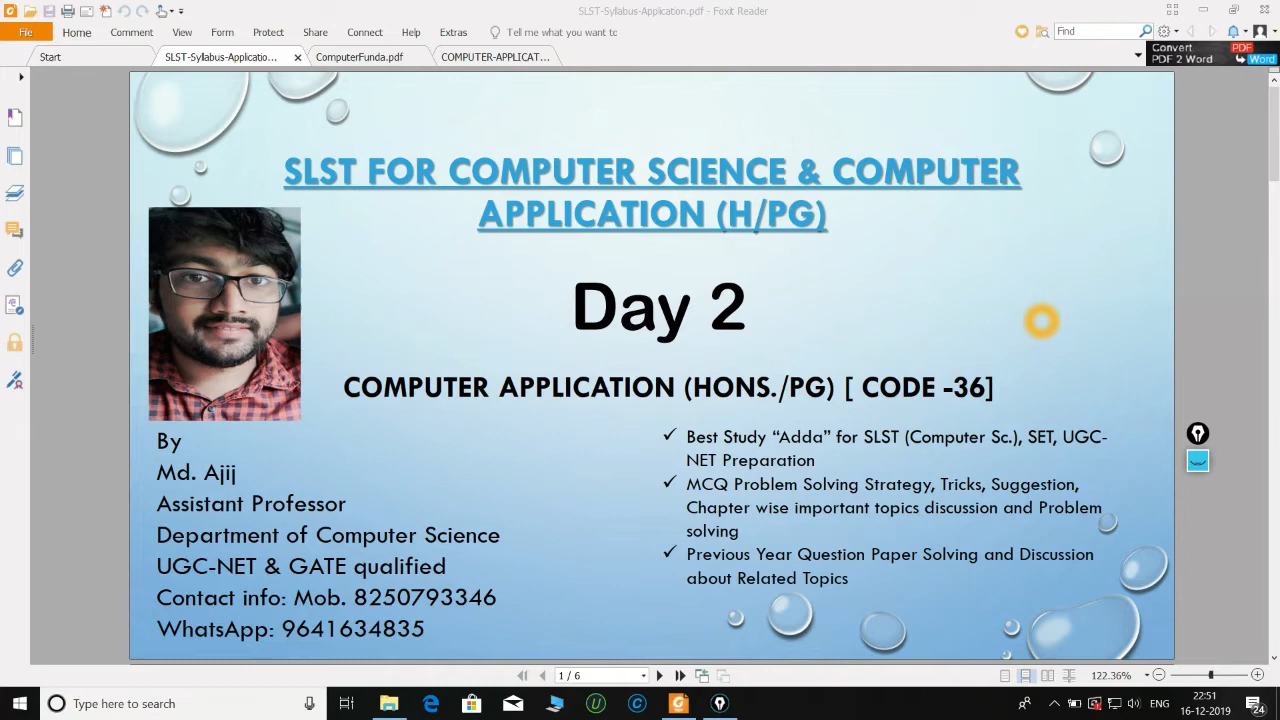 SLST-Syllabus-Application.pdf - Foxit Reader
File Home Comment View Form Protect Share Connect Help Extras Tell me what you want to Find
Start SLST-Syllabus-Applicatio... ComputerFunda.pdf COMPUTER-APPLICAT...
Convert PDF
PDF 2 Word Word
SLST FOR COMPUTER SCIENCE & COMPUTER
APPLICATION (H/PG)
Day 2
COMPUTER APPLICATION (HONS./PG) [ CODE -36]
By
Md. Ajij
Assistant Professor
Department of Computer Science
UGC-NET & GATE qualified
Contact info: Mob. 8250793346
WhatsApp: 9641634835
✓ Best Study “Adda” for SLST (Computer Sc.), SET, UGC-
NET Preparation
✓ MCQ Problem Solving Strategy, Tricks, Suggestion,
Chapter wise important topics discussion and Problem
solving
✓ Previous Year Question Paper Solving and Discussion
about Related Topics
1 / 6
122.36%
Type here to search
ENG
22:51
16-12-2019
24